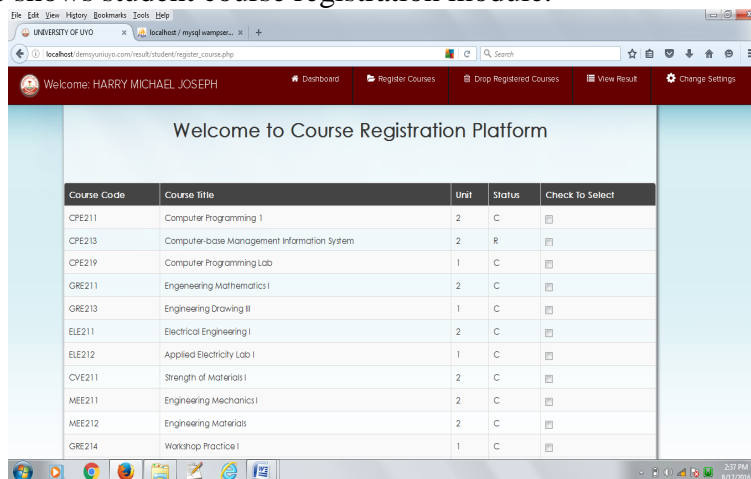 shows student course registration module.
File Edit View History Bookmarks Tools Help
UNIVERSITY OF UYO × localhost / mysql wampser... × +
localhost/demsyuniuyo.com/result/student/register_course.php Search
Welcome: HARRY MICHAEL JOSEPH Dashboard Register Courses Drop Registered Courses View Result Change Settings
Welcome to Course Registration Platform
Course Code Course Title Unit Status Check To Select
CPE211 Computer Programming 1 2 C
CPE213 Computer-base Management Information System 2 R
CPE219 Computer Programming Lab 1 C
GRE211 Engeneering Mathematics I 2 C
GRE213 Engineering Drawing III 1 C
ELE211 Electrical Engineering I 2 C
ELE212 Applied Electricity Lab I 1 C
CVE211 Strength of Materials I 2 C
MEE211 Engineering Mechanics I 2 C
MEE212 Engineering Materials 2 C
GRE214 Workshop Practice I 1 C
2:37 PM